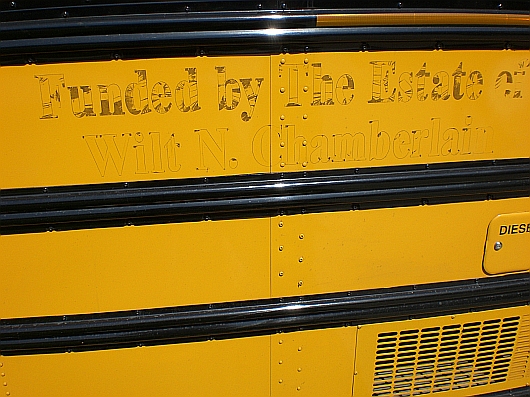 Funded by The Estate of
Wilt N. Chamberlain
DIESE